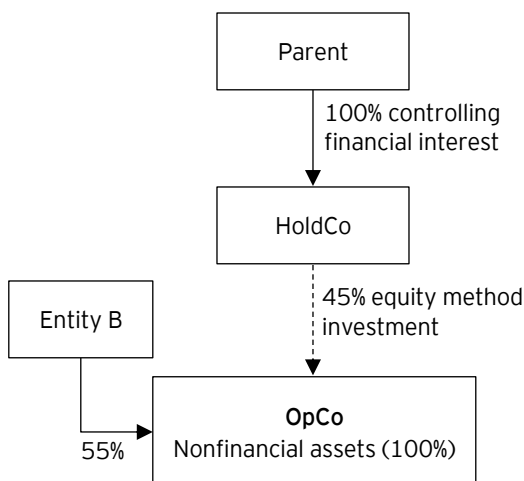 Parent
100% controlling
financial interest
HoldCo
45% equity method
investment
Entity B
55%
OpCo
Nonfinancial assets (100%)